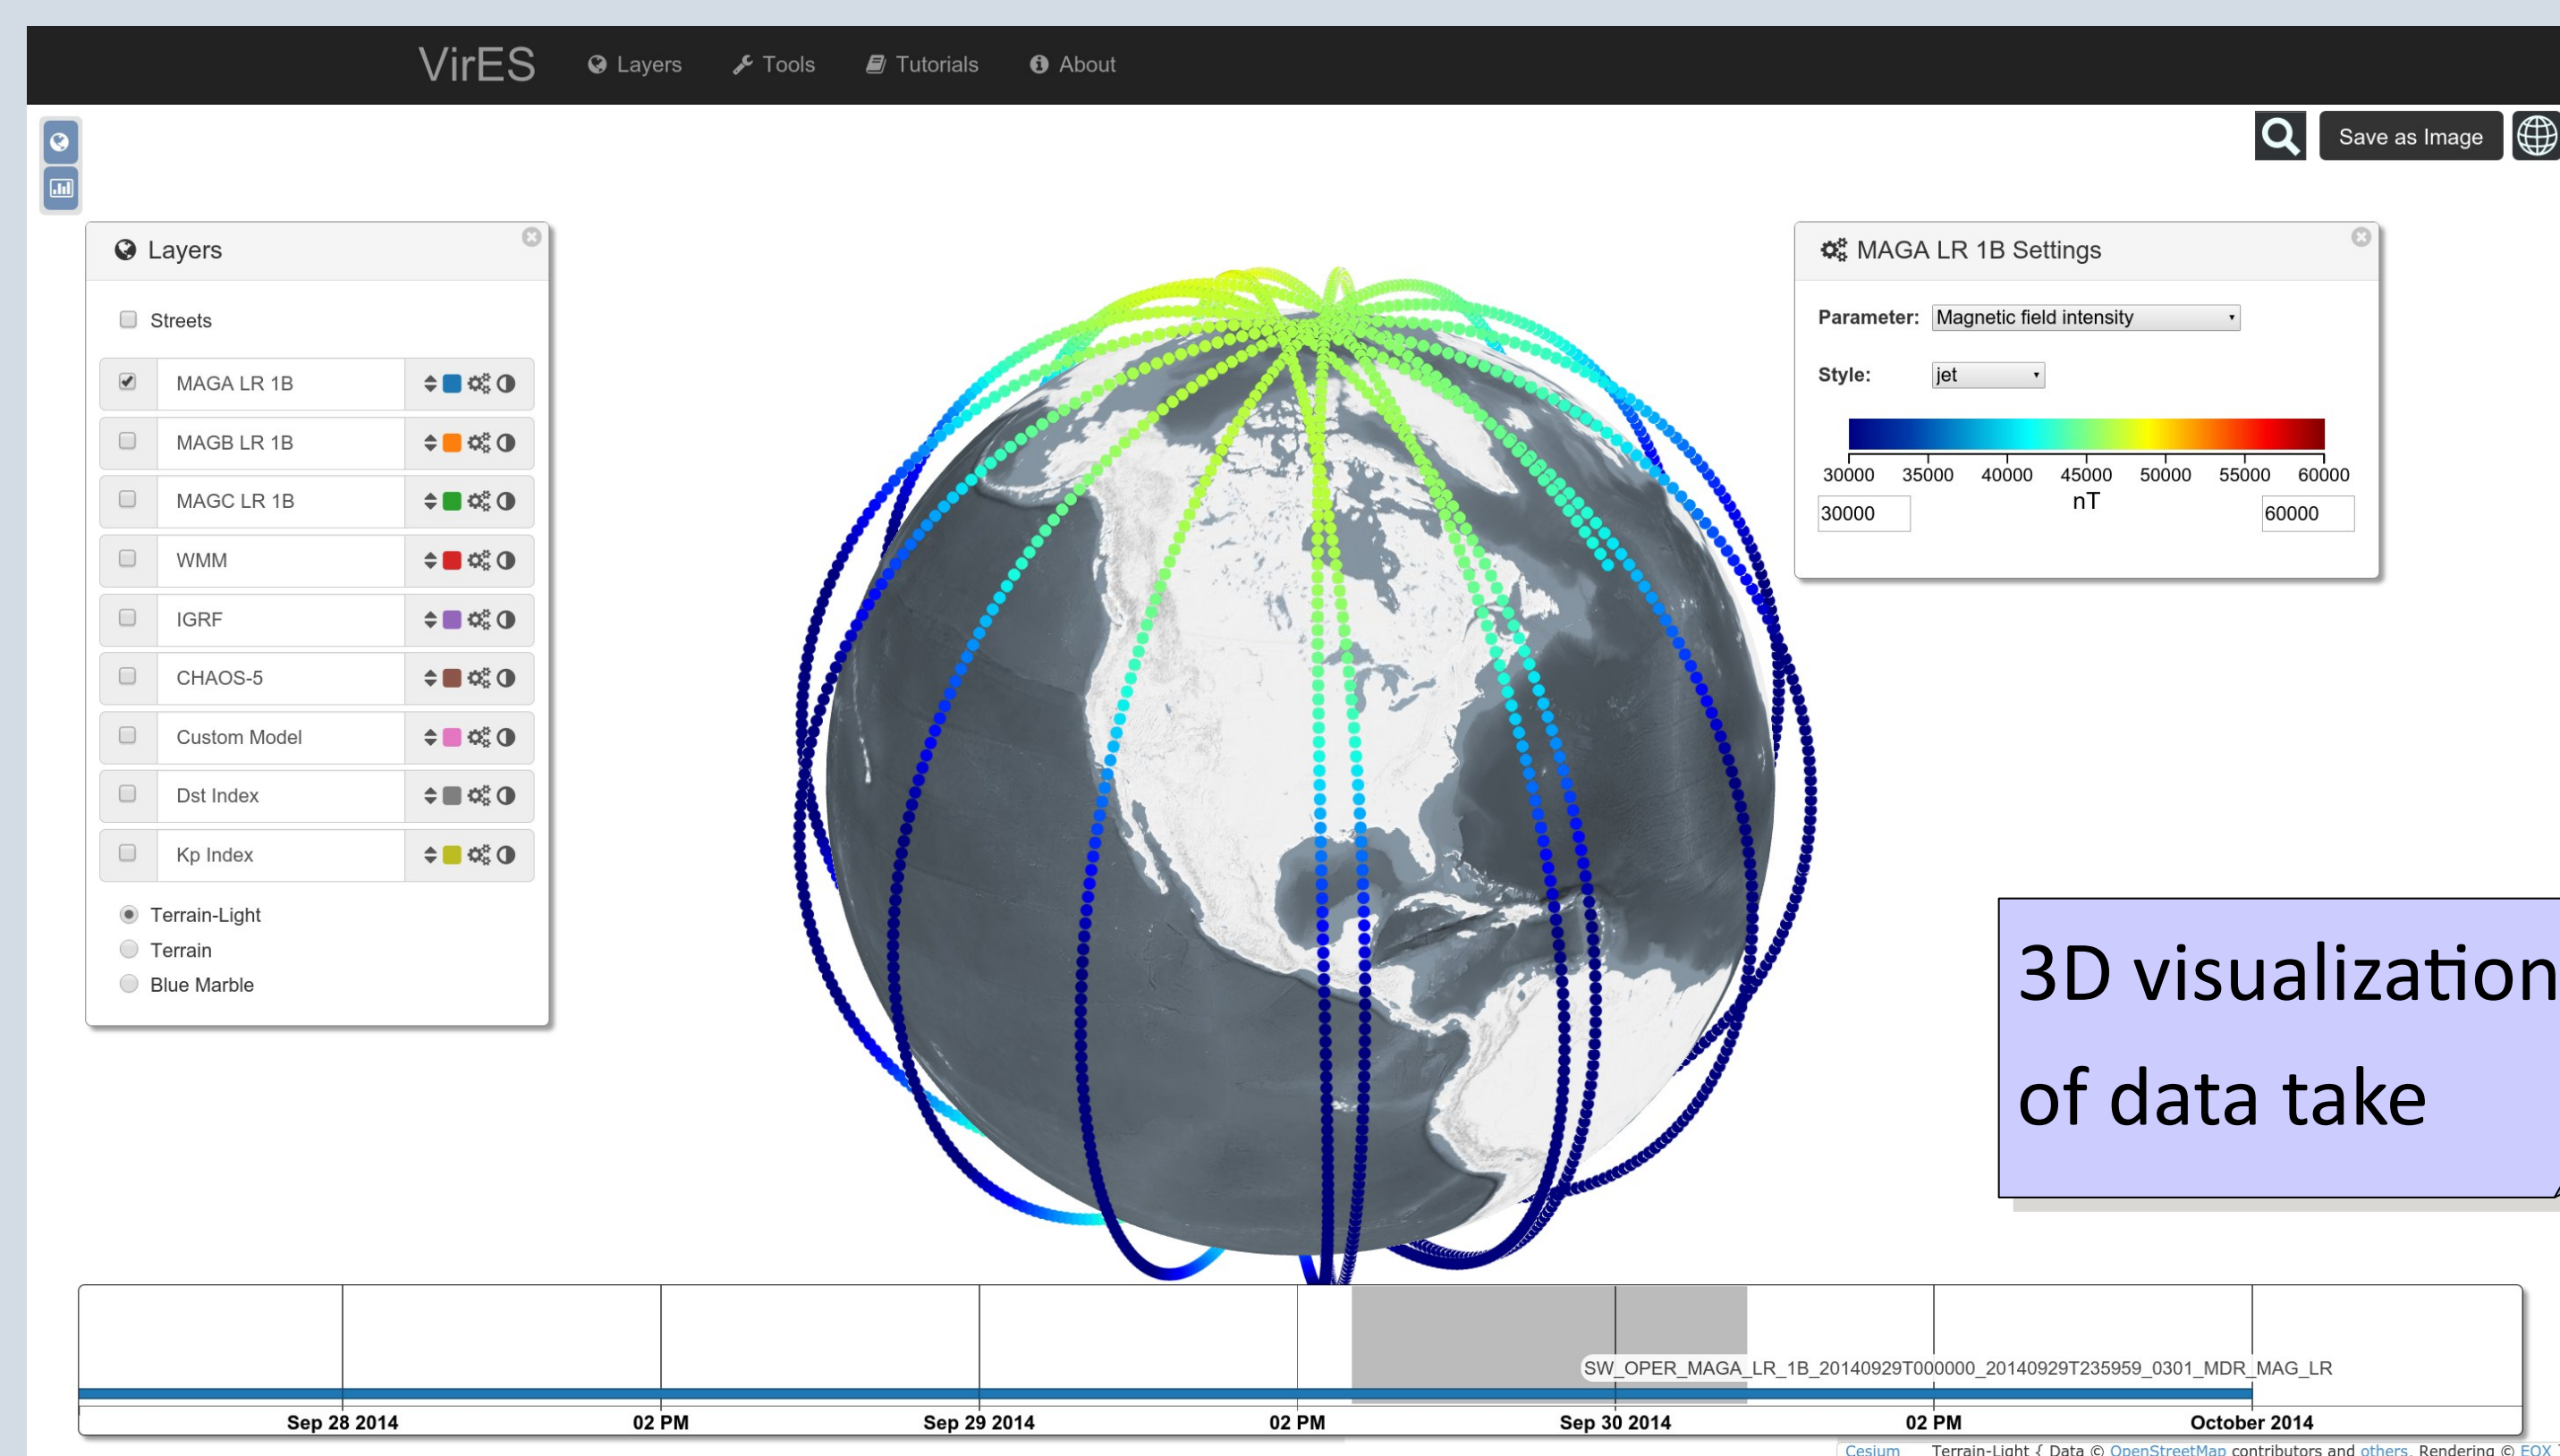 VirES Layers Tools Tutorials About
Save as Image
Layers
Streets
MAGA LR 1B
MAGB LR 1B
MAGC LR 1B
WMM
IGRF
CHAOS-5
Custom Model
Dst Index
Kp Index
Terrain-Light
Terrain
Blue Marble
MAGA LR 1B Settings
Parameter: Magnetic field intensity
Style: jet
30000 35000 40000 45000 50000 55000 60000
nT
30000 60000
3D visualization
of data take
SW_OPER_MAGA_LR_1B_20140929T000000_20140929T235959_0301_MDR_MAG_LR
Sep 28 2014 02 PM Sep 29 2014 02 PM Sep 30 2014 02 PM October 2014
Cesium Terrain-Light { Data © OpenStreetMap contributors and others, Rendering © EOX